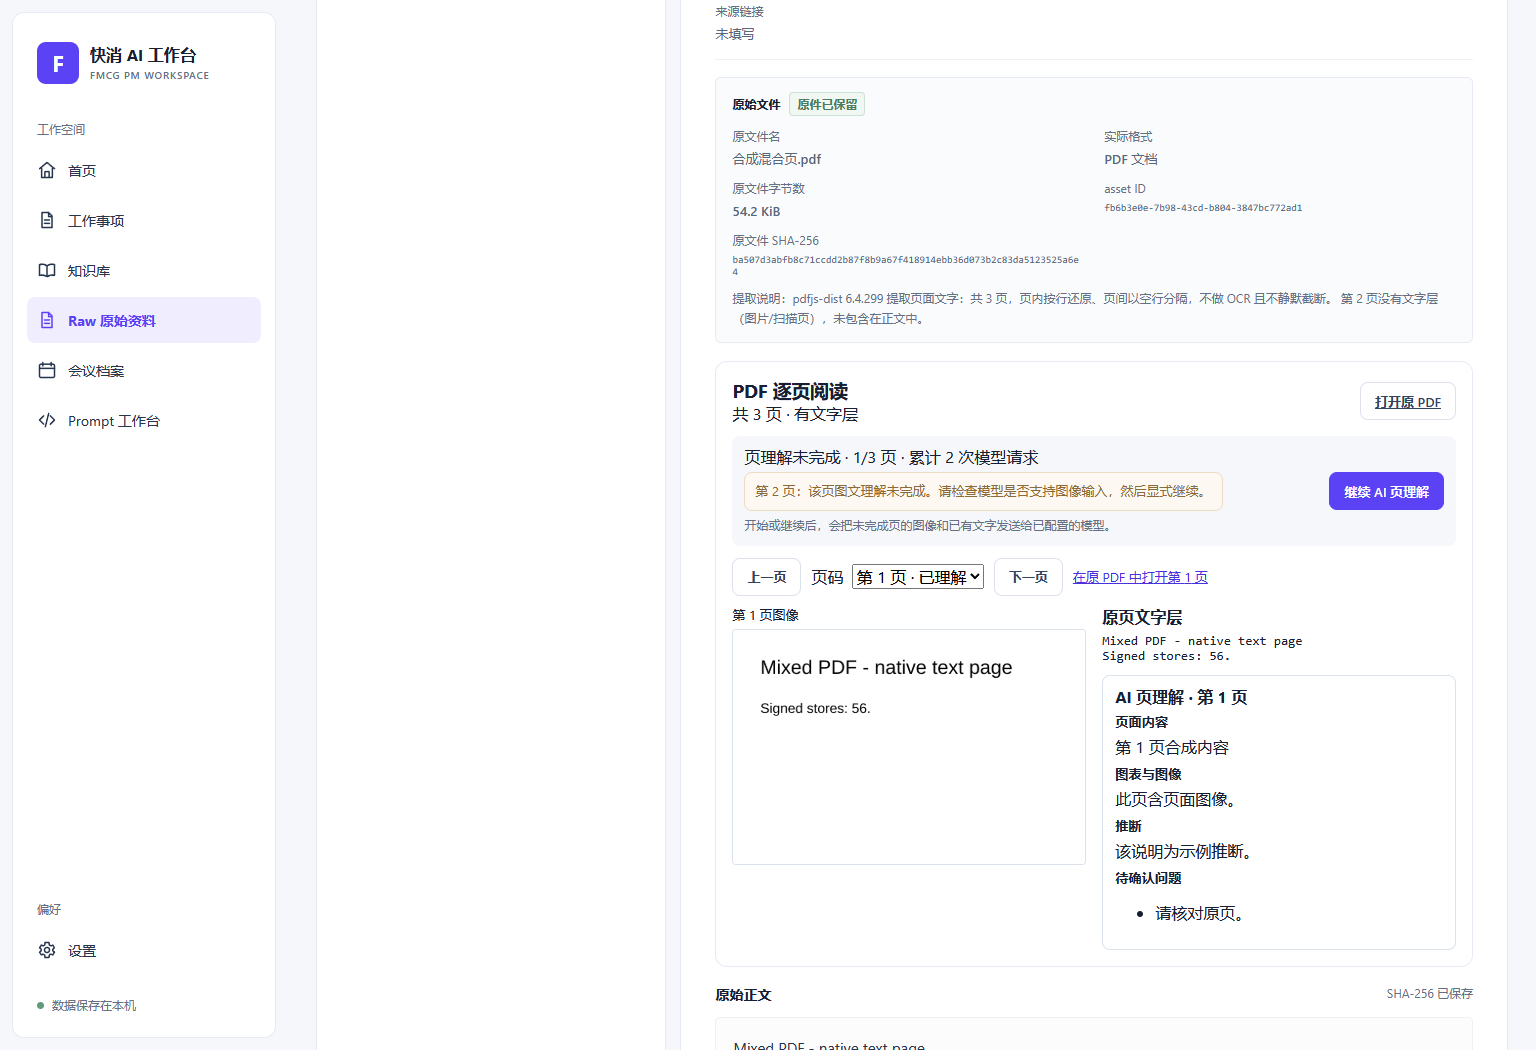 F
快消 AI 工作台
FMCG PM WORKSPACE
工作空间
首页
工作事项
知识库
Raw 原始资料
会议档案
Prompt 工作台
偏好
设置
数据保存在本机
来源链接
未填写
原始文件 原件已保留
原文件名
合成混合页.pdf
实际格式
PDF 文档
原文件字节数
54.2 KiB
asset ID
fb6b3e0e-7b98-43cd-b804-3847bc772ad1
原文件 SHA-256
ba507d3abfb8c71ccdd2b87f8b9a67f418914ebb36d073b2c83da5123525a6e
4
提取说明：pdfjs-dist 6.4.299 提取页面文字：共 3 页，页内按行还原、页间以空行分隔，不做 OCR 且不静默截断。 第 2 页没有文字层
（图片/扫描页），未包含在正文中。
PDF 逐页阅读
共 3 页 · 有文字层
打开原 PDF
页理解未完成 · 1/3 页 · 累计 2 次模型请求
第 2 页：该页图文理解未完成。请检查模型是否支持图像输入，然后显式继续。
继续 AI 页理解
开始或继续后，会把未完成页的图像和已有文字发送给已配置的模型。
上一页 页码 第 1 页 · 已理解 下一页 在原 PDF 中打开第 1 页
第 1 页图像
Mixed PDF - native text page
Signed stores: 56.
原页文字层
Mixed PDF - native text page
Signed stores: 56.
AI 页理解 · 第 1 页
页面内容
第 1 页合成内容
图表与图像
此页含页面图像。
推断
该说明为示例推断。
待确认问题
• 请核对原页。
原始正文
SHA-256 已保存
Mixed PDF - native text page